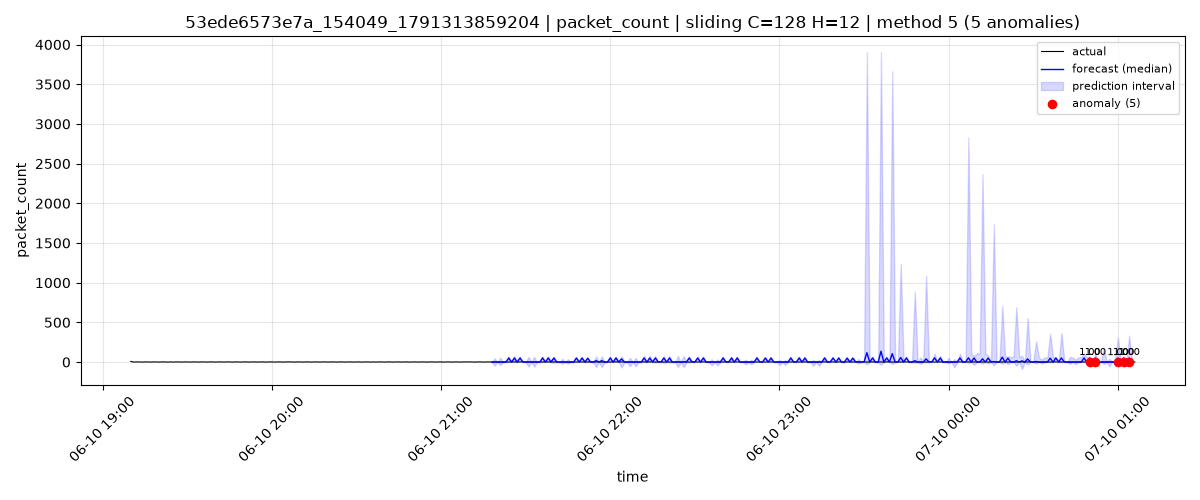 53ede6573e7a_154049_1791313859204 | packet_count | sliding C=128 H=12 | method 5 (5 anomalies)
packet_count
4000
3500
3000
2500
2000
1500
1000
500
0
actual
forecast (median)
prediction interval
anomaly (5)
06-10 19:00
06-10 20:00
06-10 21:00
06-10 22:00
06-10 23:00
07-10 00:00
07-10 01:00
time